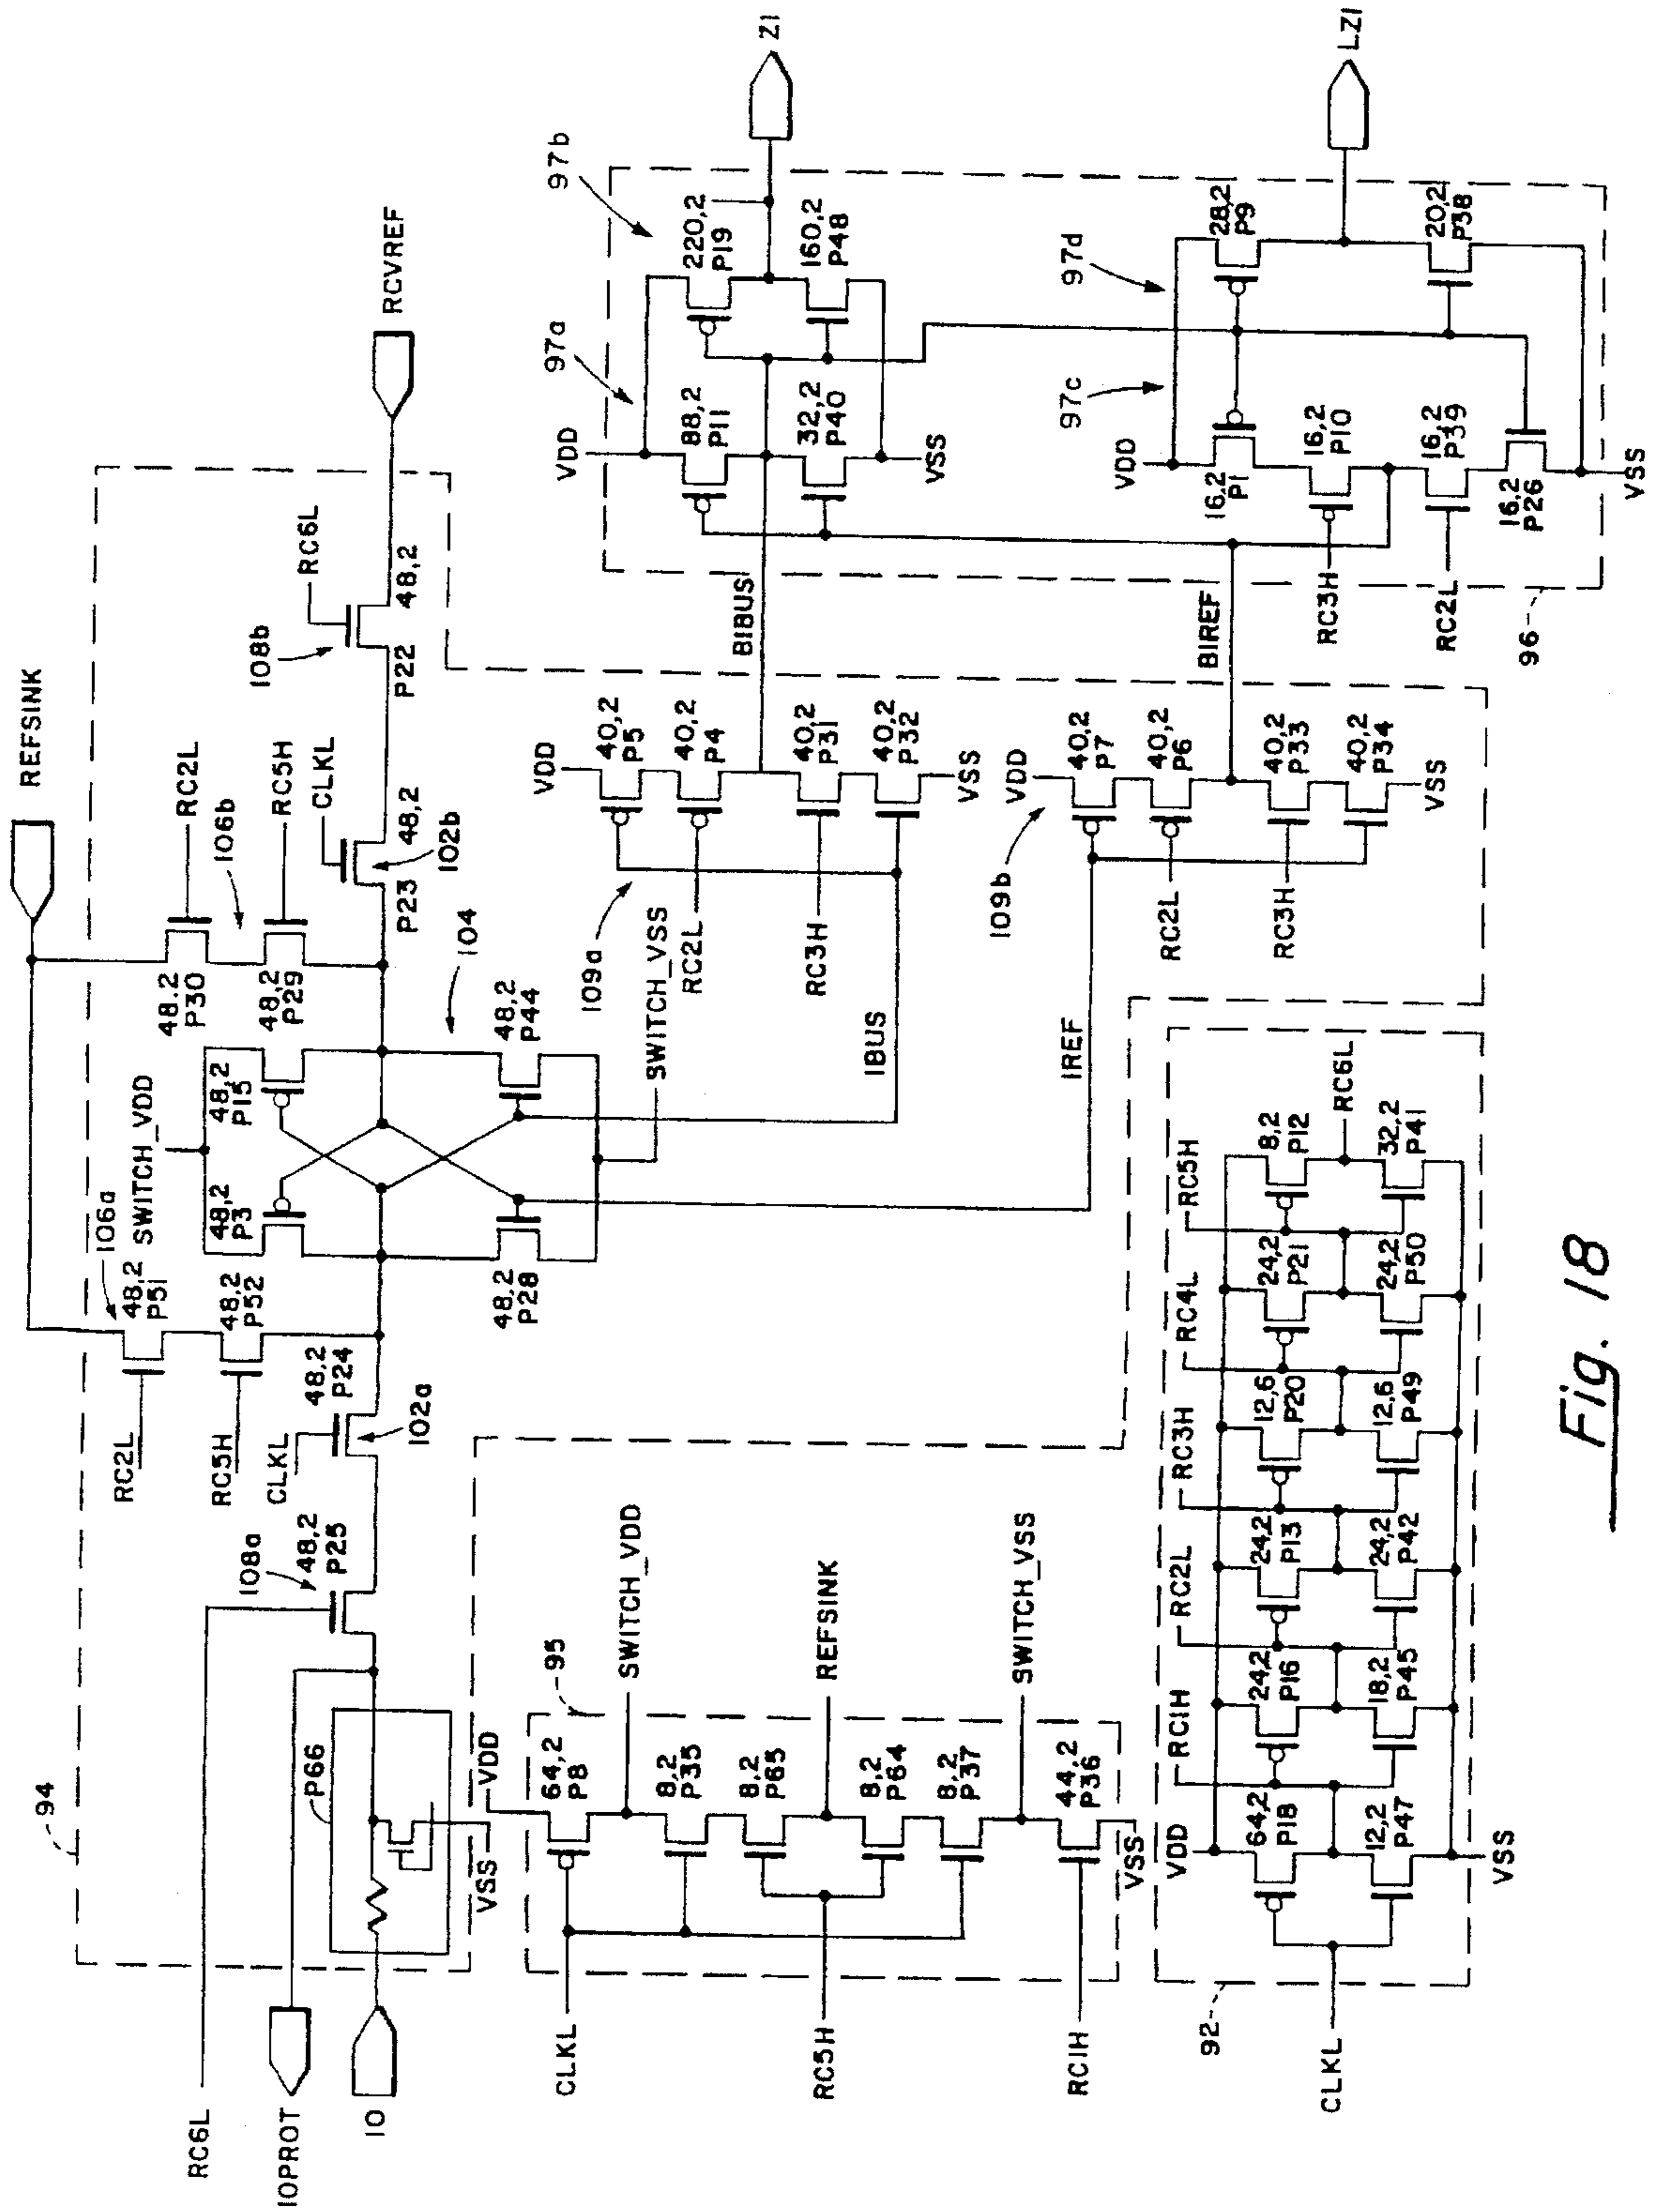 94
RC6L
IOPROT
IO
P66
VSS
108a
48,2
P25
CLKL
102a
48,2
P24
RC2L
RC5H
106a
48,2
P51
48,2
P52
SWITCH_VDD
48,2
P3
48,2
P15
48,2
P28
48,2
P44
104
SWITCH_VSS
REFSINK
RC2L
106b
RC5H
48.2
P30
48,2
P29
CLKL
48,2
P23
102b
RC6L
108b
48,2
P22
RCVREF
109a
VDD
40,2
P5
40,2
P4
RC2L
40,2
P31
RC3H
40,2
P32
VSS
IBUS
BIBUS
109b
VDD
40,2
P7
40,2
P6
RC2L
40,2
P33
RC3H
40,2
P34
VSS
IREF
BIREF
97a
97b
VDD
88,2
P11
220,2
P19
32,2
P40
160,2
P48
VSS
ZI
97c
97d
VDD
16,2
P1
28,2
P9
16,2
P10
RC3H
16,2
P39
RC2L
16,2
P26
20,2
P38
VSS
LZI
96
95
VDD
64,2
P8
CLKL
SWITCH_VDD
8,2
P35
8,2
P65
REFSINK
RC5H
8,2
P64
8,2
P37
SWITCH_VSS
44,2
P36
RC1H
VSS
92
CLKL
VDD
64,2
P18
12,2
P47
VSS
RC1H
24,2
P16
18,2
P45
RC2L
24,2
P13
24,2
P42
RC3H
12,6
P20
12,6
P49
RC4L
24,2
P21
24,2
P50
RC5H
8,2
P12
32,2
P41
RC6L
Fig. 18